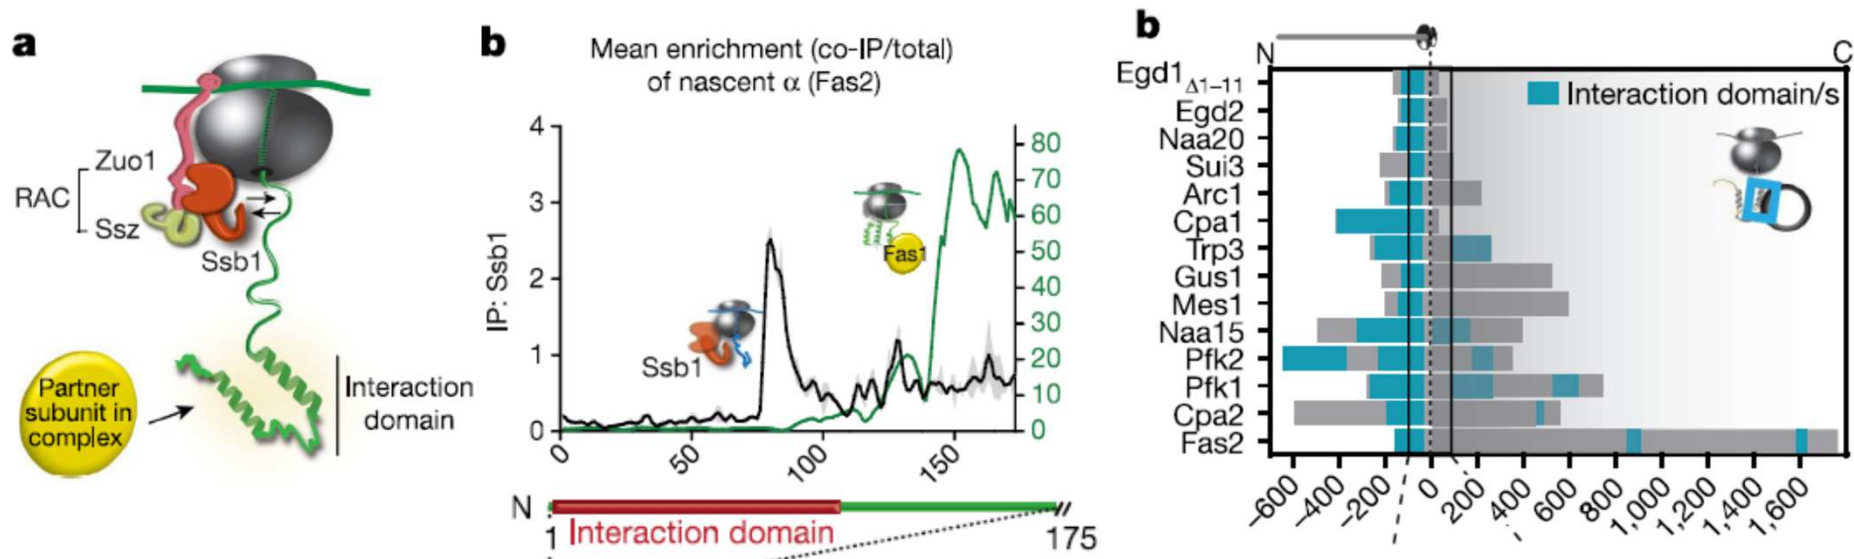 a
Zuo1
RAC
Ssz
Ssb1
Partner
subunit in
complex
Interaction
domain
b
Mean enrichment (co-IP/total)
of nascent α (Fas2)
IP: Ssb1
4
3
2
1
0
80
70
60
50
40
30
20
10
0
Fas1
Ssb1
0
50
100
150
N
1
Interaction domain
175
b
N
C
Egd1 Δ1–11
Egd2
Naa20
Sui3
Arc1
Cpa1
Trp3
Gus1
Mes1
Naa15
Pfk2
Pfk1
Cpa2
Fas2
Interaction domain/s
–600
–400
–200
0
200
400
600
800
1,000
1,200
1,400
1,600